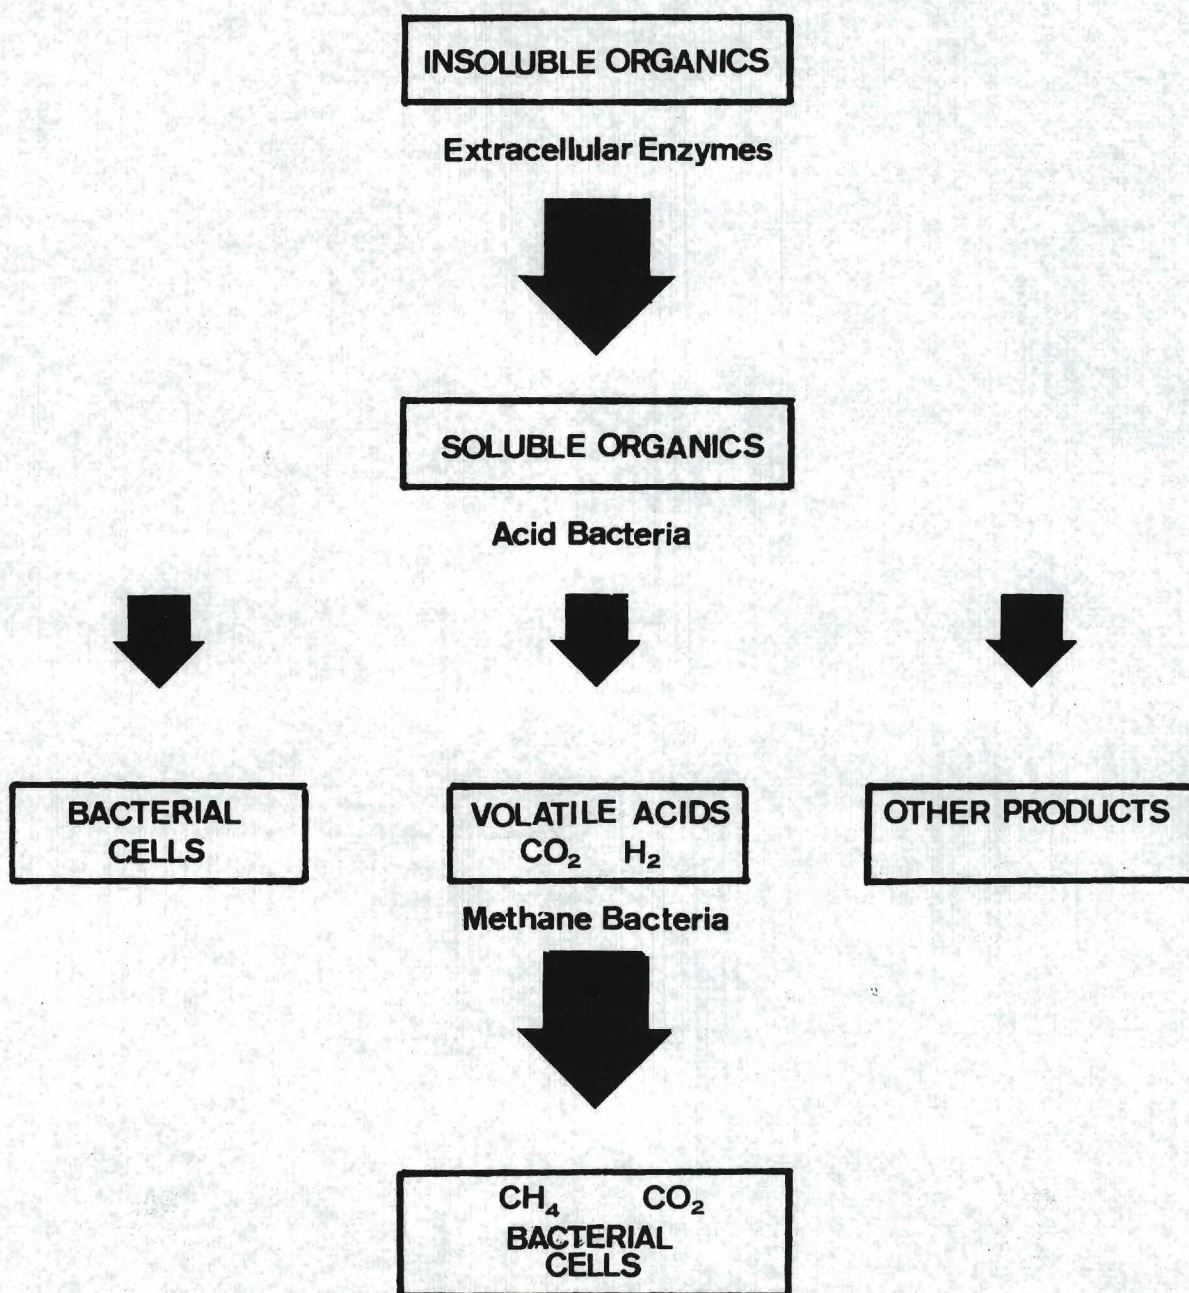 INSOLUBLE ORGANICS
Extracellular Enzymes
SOLUBLE ORGANICS
Acid Bacteria
BACTERIAL
CELLS
VOLATILE ACIDS
CO₂ H₂
OTHER PRODUCTS
Methane Bacteria
CH₄ CO₂
BACTERIAL
CELLS